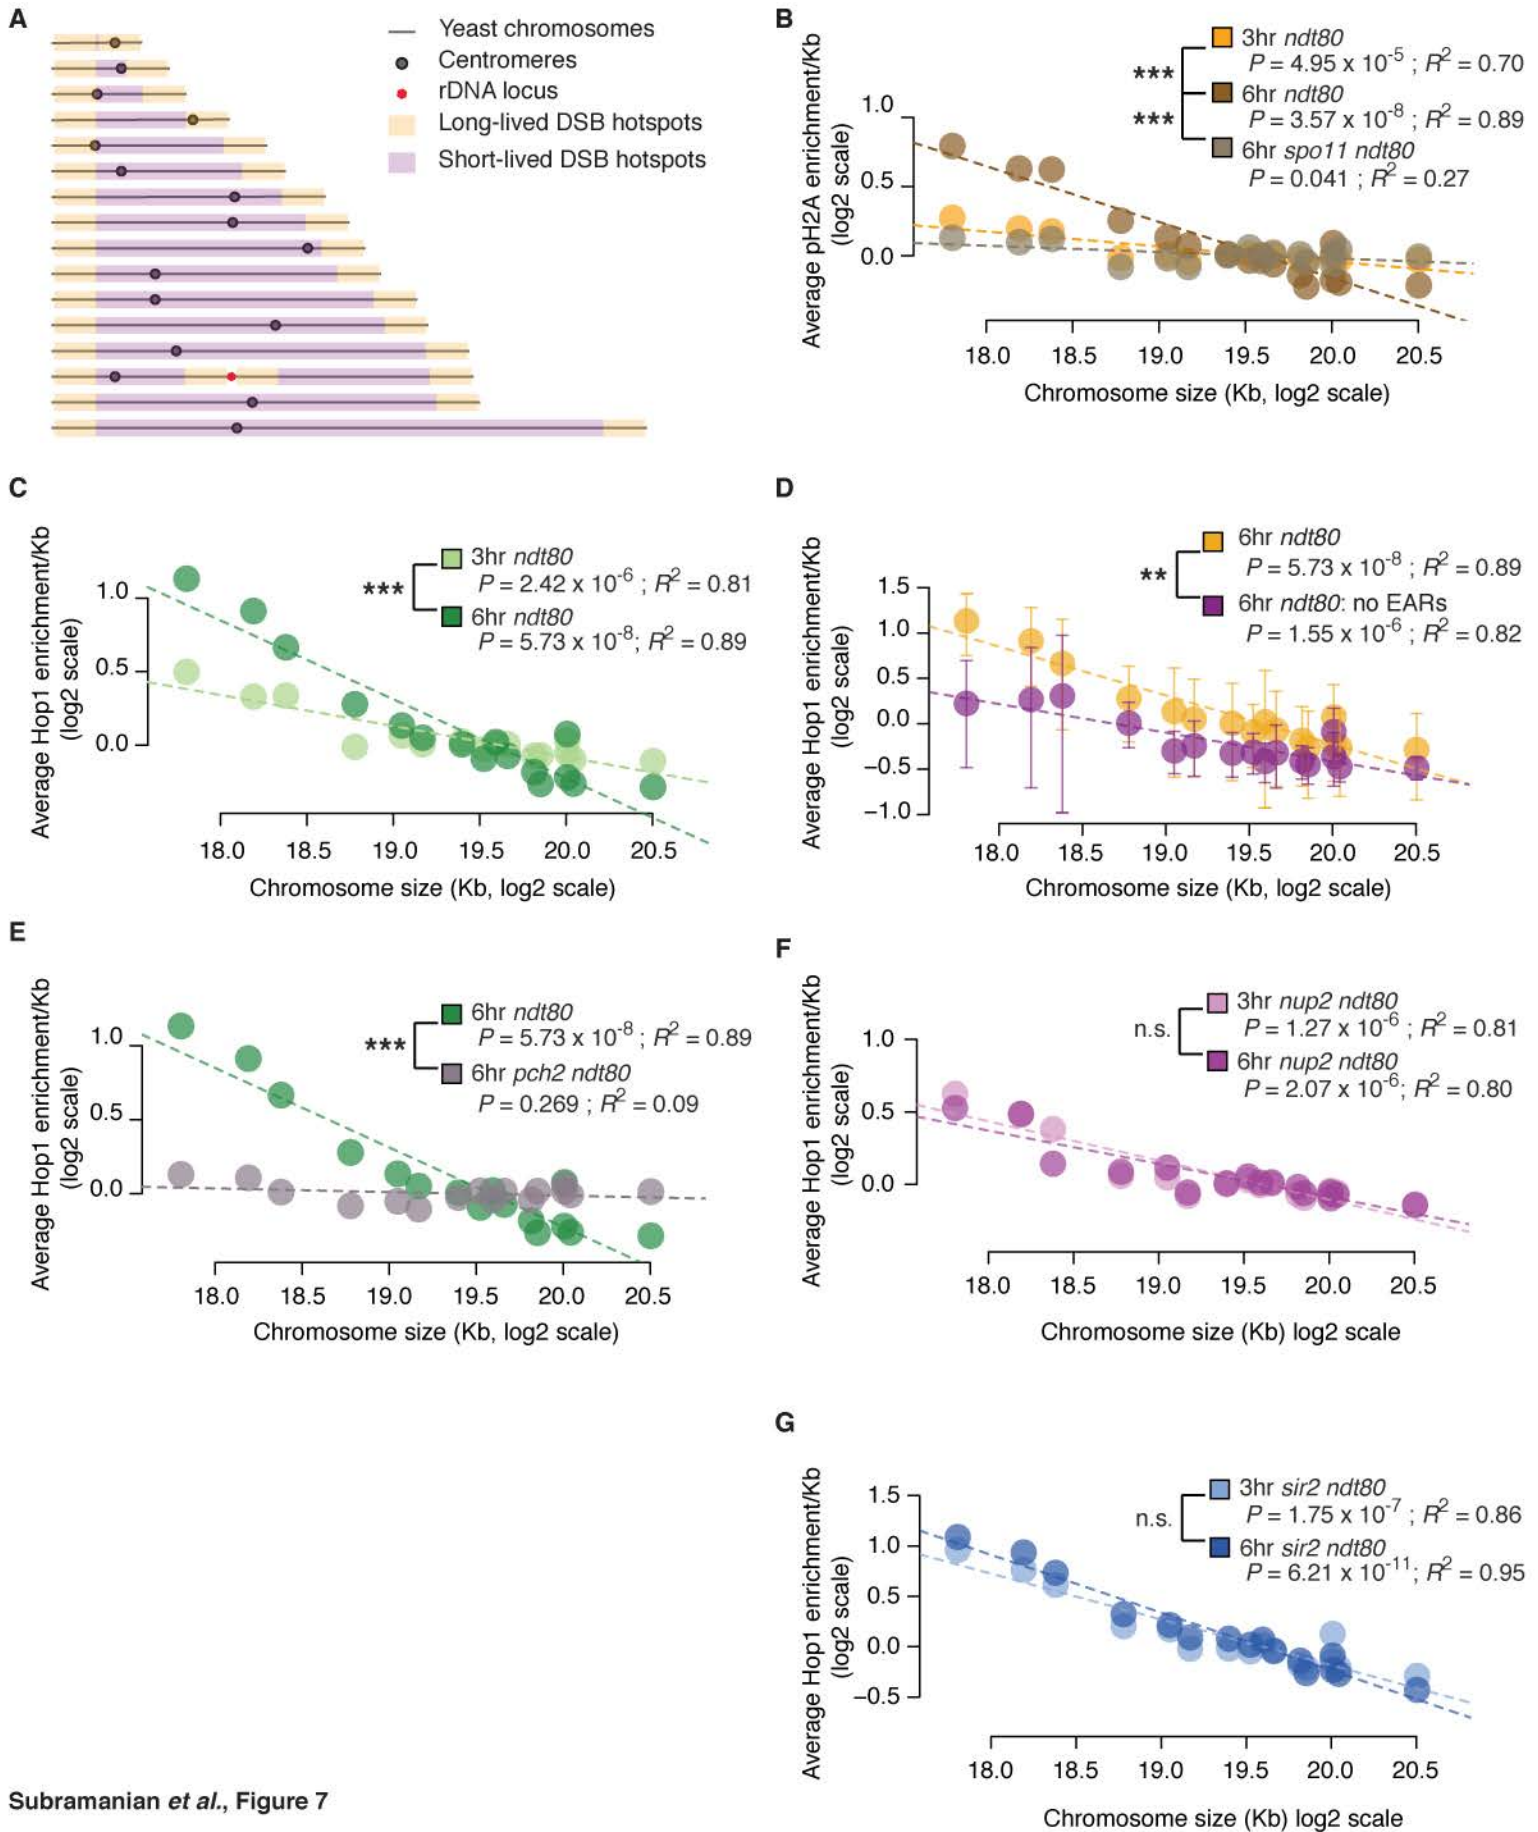 A
Yeast chromosomes
Centromeres
rDNA locus
Long-lived DSB hotspots
Short-lived DSB hotspots
B
Average pH2A enrichment/Kb
(log2 scale)
1.0
0.5
0.0
3hr ndt80
P = 4.95 x 10-5 ; R2 = 0.70
6hr ndt80
P = 3.57 x 10-8 ; R2 = 0.89
6hr spo11 ndt80
P = 0.041 ; R2 = 0.27
***
***
18.0 18.5 19.0 19.5 20.0 20.5
Chromosome size (Kb, log2 scale)
C
Average Hop1 enrichment/Kb
(log2 scale)
1.0
0.5
0.0
3hr ndt80
P = 2.42 x 10-6 ; R2 = 0.81
6hr ndt80
P = 5.73 x 10-8; R2 = 0.89
***
18.0 18.5 19.0 19.5 20.0 20.5
Chromosome size (Kb, log2 scale)
D
Average Hop1 enrichment/Kb
(log2 scale)
1.5
1.0
0.5
0.0
−0.5
−1.0
6hr ndt80
P = 5.73 x 10-8 ; R2 = 0.89
6hr ndt80: no EARs
P = 1.55 x 10-6 ; R2 = 0.82
**
18.0 18.5 19.0 19.5 20.0 20.5
Chromosome size (Kb, log2 scale)
E
Average Hop1 enrichment/Kb
(log2 scale)
1.0
0.5
0.0
6hr ndt80
P = 5.73 x 10-8 ; R2 = 0.89
6hr pch2 ndt80
P = 0.269 ; R2 = 0.09
***
18.0 18.5 19.0 19.5 20.0 20.5
Chromosome size (Kb, log2 scale)
F
Average Hop1 enrichment/Kb
(log2 scale)
1.0
0.5
0.0
3hr nup2 ndt80
P = 1.27 x 10-6 ; R2 = 0.81
6hr nup2 ndt80
P = 2.07 x 10-6; R2 = 0.80
n.s.
18.0 18.5 19.0 19.5 20.0 20.5
Chromosome size (Kb) log2 scale
G
Average Hop1 enrichment/Kb
(log2 scale)
1.5
1.0
0.5
0.0
−0.5
3hr sir2 ndt80
P = 1.75 x 10-7 ; R2 = 0.86
6hr sir2 ndt80
P = 6.21 x 10-11; R2 = 0.95
n.s.
18.0 18.5 19.0 19.5 20.0 20.5
Chromosome size (Kb) log2 scale
Subramanian et al., Figure 7